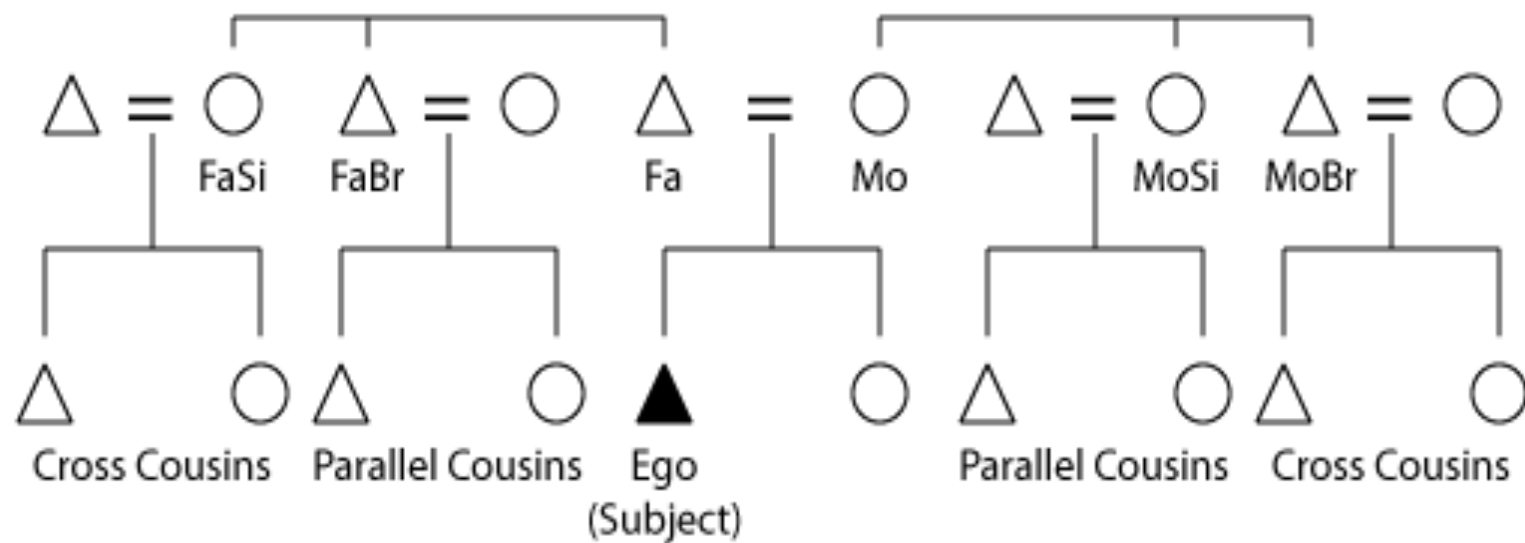 FaSi FaBr Fa Mo MoSi MoBr
Cross Cousins Parallel Cousins Ego Parallel Cousins Cross Cousins
(Subject)